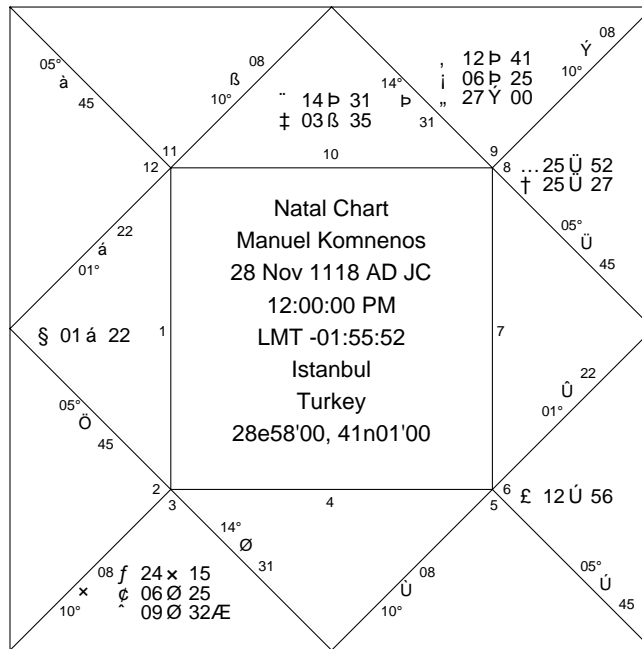 05° à 45
10° ß 08
¨ 14 Þ 31
‡ 03 ß 35
14° Þ 31
‚ 12 Þ 41
¡ 06 Þ 25
„ 27 Ý 00
10° Ý 08
11
12
10
9
8
… 25 Ü 52
† 25 Ü 27
05° Ü 45
01° á 22
§ 01 á 22
1
7
Natal Chart
Manuel Komnenos
28 Nov 1118 AD JC
12:00:00 PM
LMT -01:55:52
Istanbul
Turkey
28e58'00, 41n01'00
01° Û 22
05° Ö 45
2
3
4
6
5
£ 12 Ú 56
10° × 08
ƒ 24 × 15
¢ 06 Ø 25
ˆ 09 Ø 32 Æ
14° Ø 31
10° Ù 08
05° Ú 45